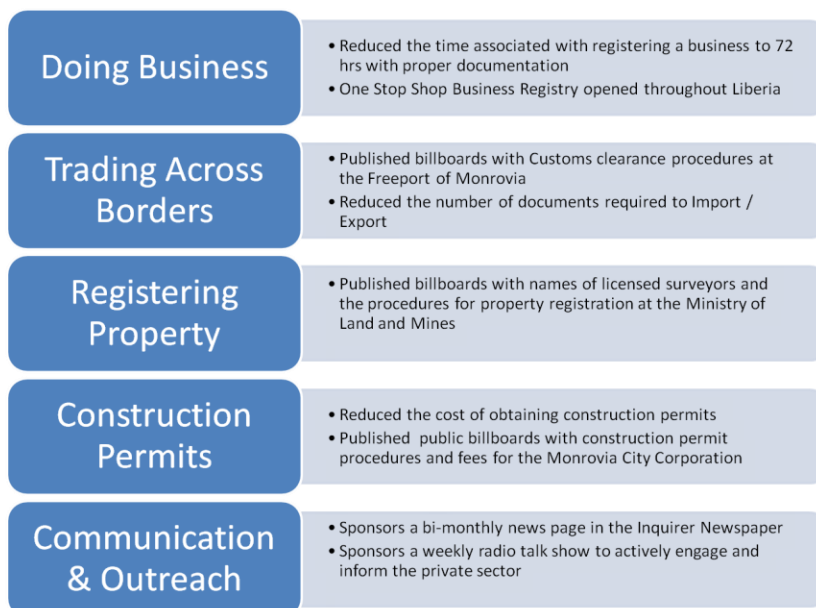 Doing Business
• Reduced the time associated with registering a business to 72
hrs with proper documentation
• One Stop Shop Business Registry opened throughout Liberia
Trading Across
Borders
• Published billboards with Customs clearance procedures at
the Freeport of Monrovia
• Reduced the number of documents required to Import /
Export
Registering
Property
• Published billboards with names of licensed surveyors and
the procedures for property registration at the Ministry of
Land and Mines
Construction
Permits
• Reduced the cost of obtaining construction permits
• Published public billboards with construction permit
procedures and fees for the Monrovia City Corporation
Communication
& Outreach
• Sponsors a bi-monthly news page in the Inquirer Newspaper
• Sponsors a weekly radio talk show to actively engage and
inform the private sector